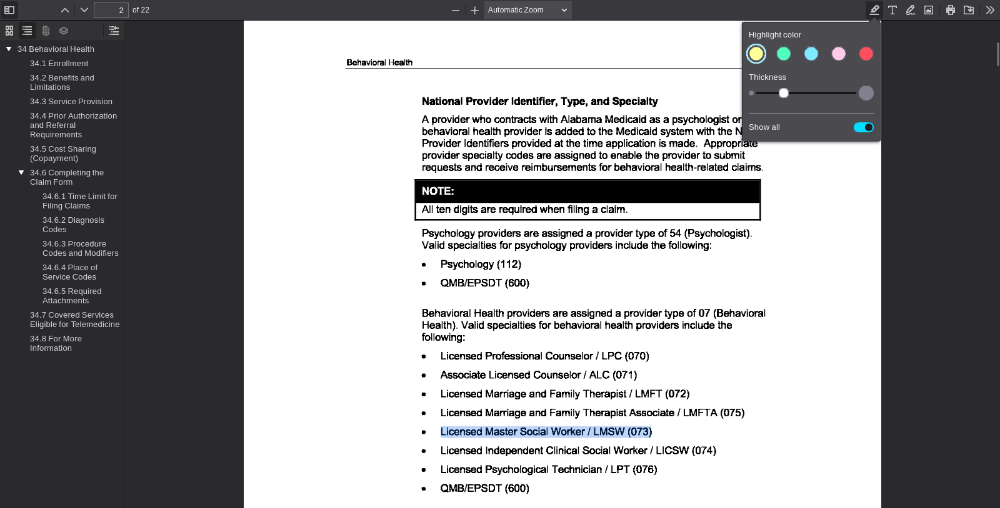 2
of 22
Automatic Zoom
34 Behavioral Health
34.1 Enrollment
34.2 Benefits and
Limitations
34.3 Service Provision
34.4 Prior Authorization
and Referral
Requirements
34.5 Cost Sharing
(Copayment)
34.6 Completing the
Claim Form
34.6.1 Time Limit for
Filing Claims
34.6.2 Diagnosis
Codes
34.6.3 Procedure
Codes and Modifiers
34.6.4 Place of
Service Codes
34.6.5 Required
Attachments
34.7 Covered Services
Eligible for Telemedicine
34.8 For More
Information
Highlight color
Thickness
Show all
Behavioral Health
National Provider Identifier, Type, and Specialty
A provider who contracts with Alabama Medicaid as a psychologist or
behavioral health provider is added to the Medicaid system with the N
Provider Identifiers provided at the time application is made. Appropriate
provider specialty codes are assigned to enable the provider to submit
requests and receive reimbursements for behavioral health-related claims.
NOTE:
All ten digits are required when filing a claim.
Psychology providers are assigned a provider type of 54 (Psychologist).
Valid specialties for psychology providers include the following:
• Psychology (112)
• QMB/EPSDT (600)
Behavioral Health providers are assigned a provider type of 07 (Behavioral
Health). Valid specialties for behavioral health providers include the
following:
• Licensed Professional Counselor / LPC (070)
• Associate Licensed Counselor / ALC (071)
• Licensed Marriage and Family Therapist / LMFT (072)
• Licensed Marriage and Family Therapist Associate / LMFTA (075)
• Licensed Master Social Worker / LMSW (073)
• Licensed Independent Clinical Social Worker / LICSW (074)
• Licensed Psychological Technician / LPT (076)
• QMB/EPSDT (600)